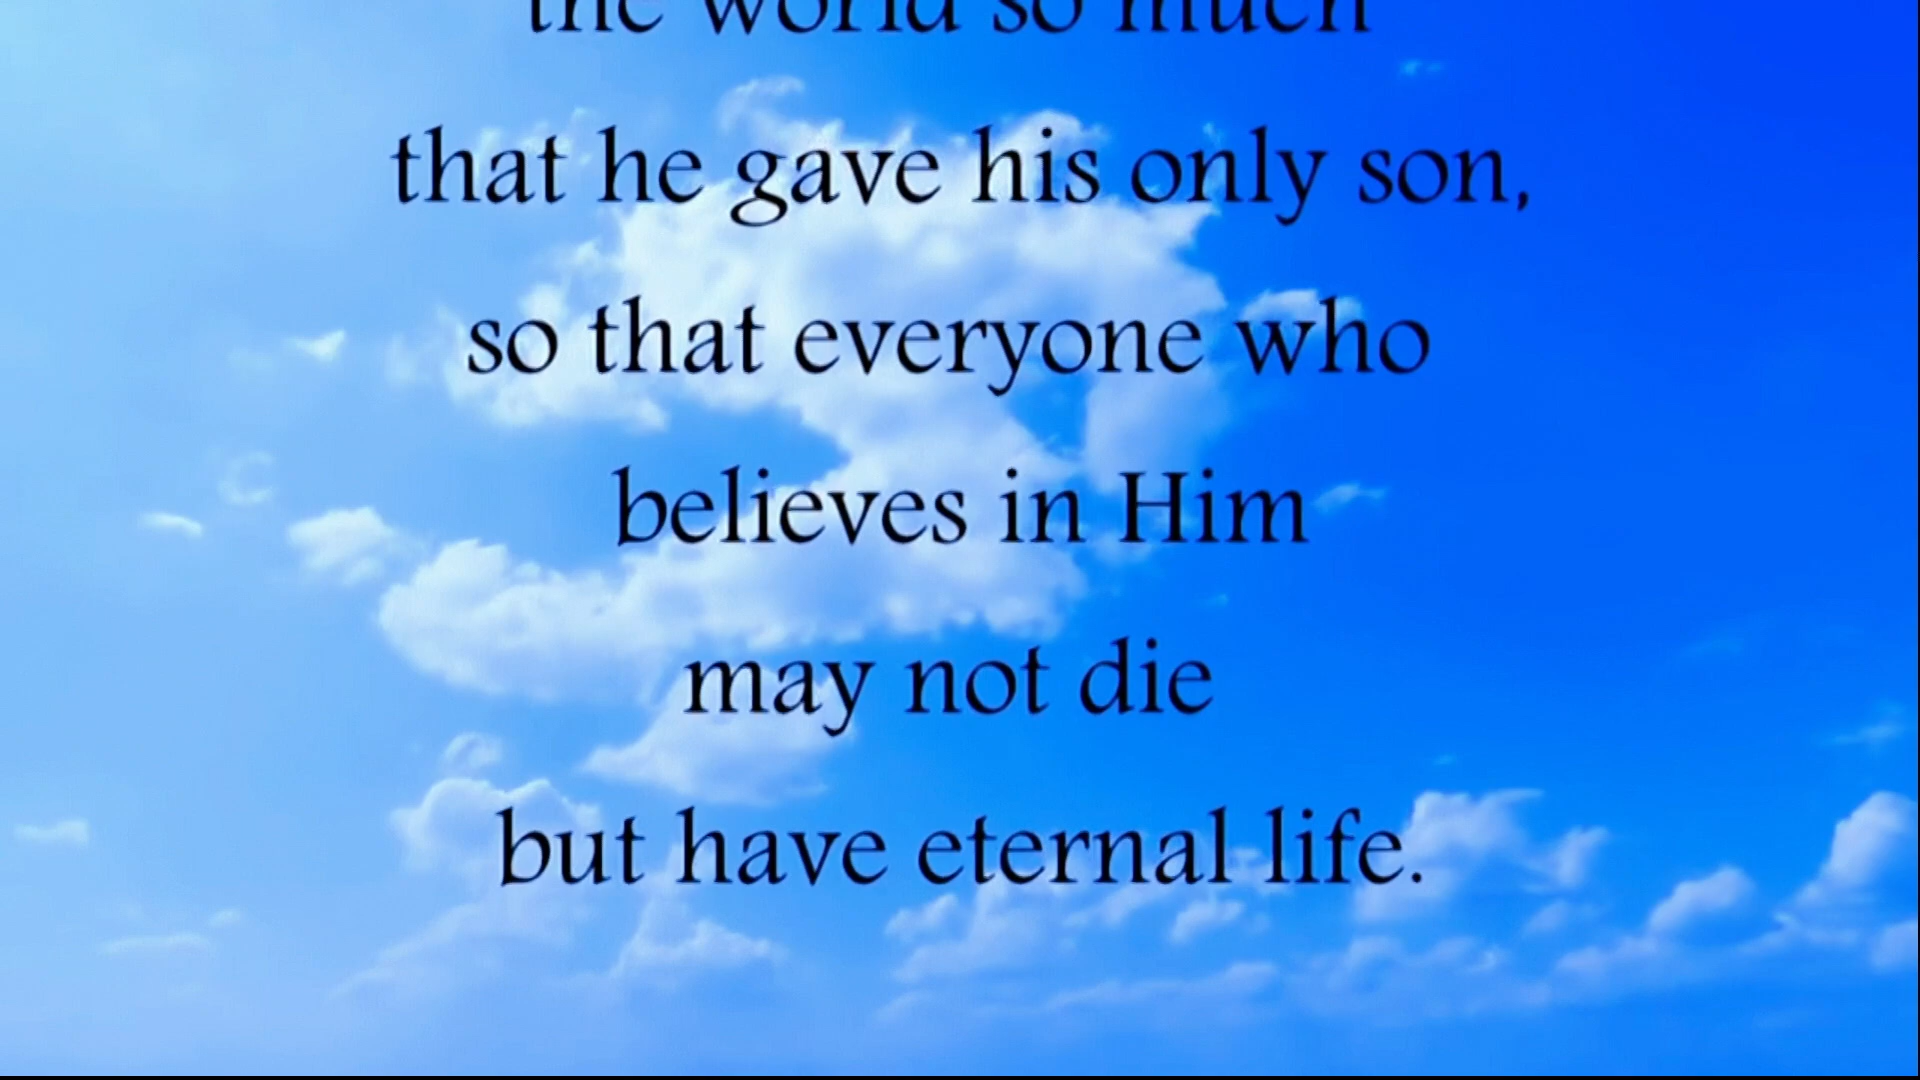 the world so much
that he gave his only son,
so that everyone who
believes in Him
may not die
but have eternal life.